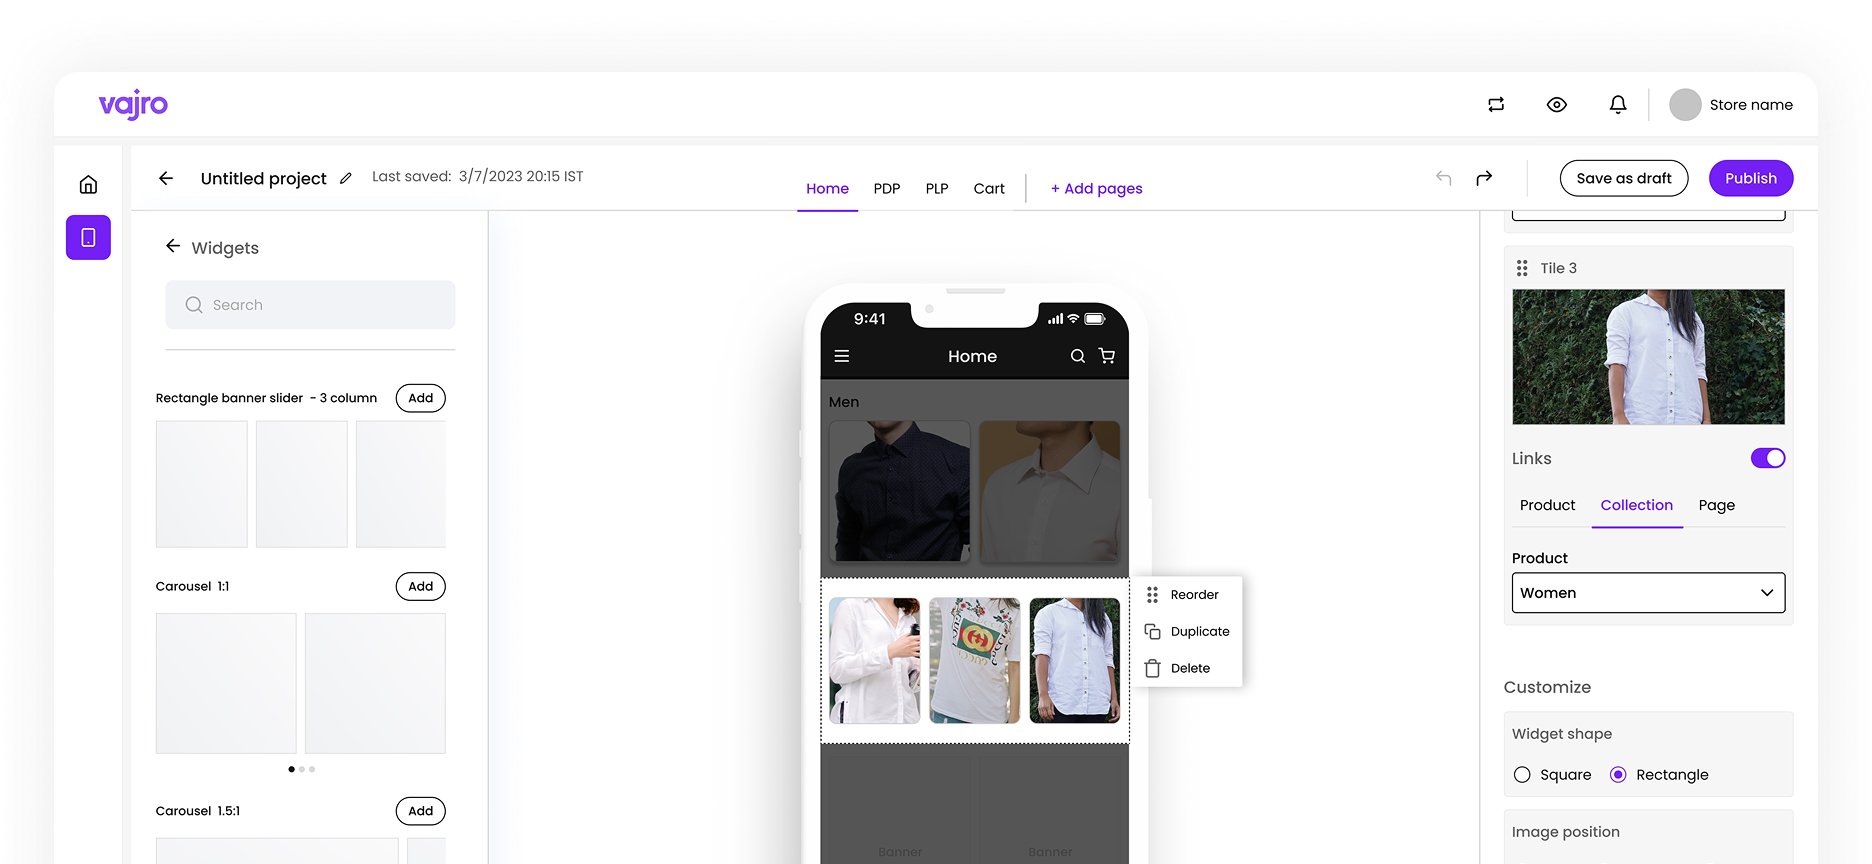 vajro
Store name
Untitled project
Last saved: 3/7/2023 20:15 IST
Home PDP PLP Cart + Add pages
Save as draft
Publish
Widgets
Search
Rectangle banner slider - 3 column Add
Carousel 1:1 Add
Carousel 1.5:1 Add
9:41
Home
Men
GUCCI
Reorder
Duplicate
Delete
Banner Banner
Tile 3
Links
Product Collection Page
Product
Women
Customize
Widget shape
Square Rectangle
Image position